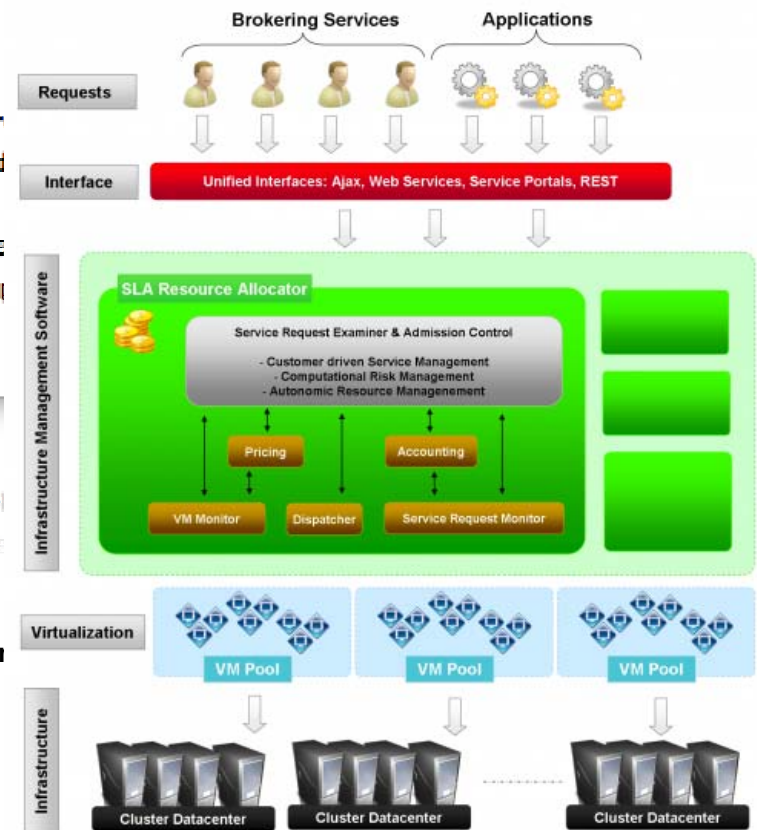 Brokering Services
Applications
Requests
Interface
Unified Interfaces: Ajax, Web Services, Service Portals, REST
Infrastructure Management Software
SLA Resource Allocator
Service Request Examiner & Admission Control
- Customer driven Service Management
- Computational Risk Management
- Autonomic Resource Managenement
Pricing
Accounting
VM Monitor
Dispatcher
Service Request Monitor
Virtualization
VM Pool
VM Pool
VM Pool
Infrastructure
Cluster Datacenter
Cluster Datacenter
Cluster Datacenter